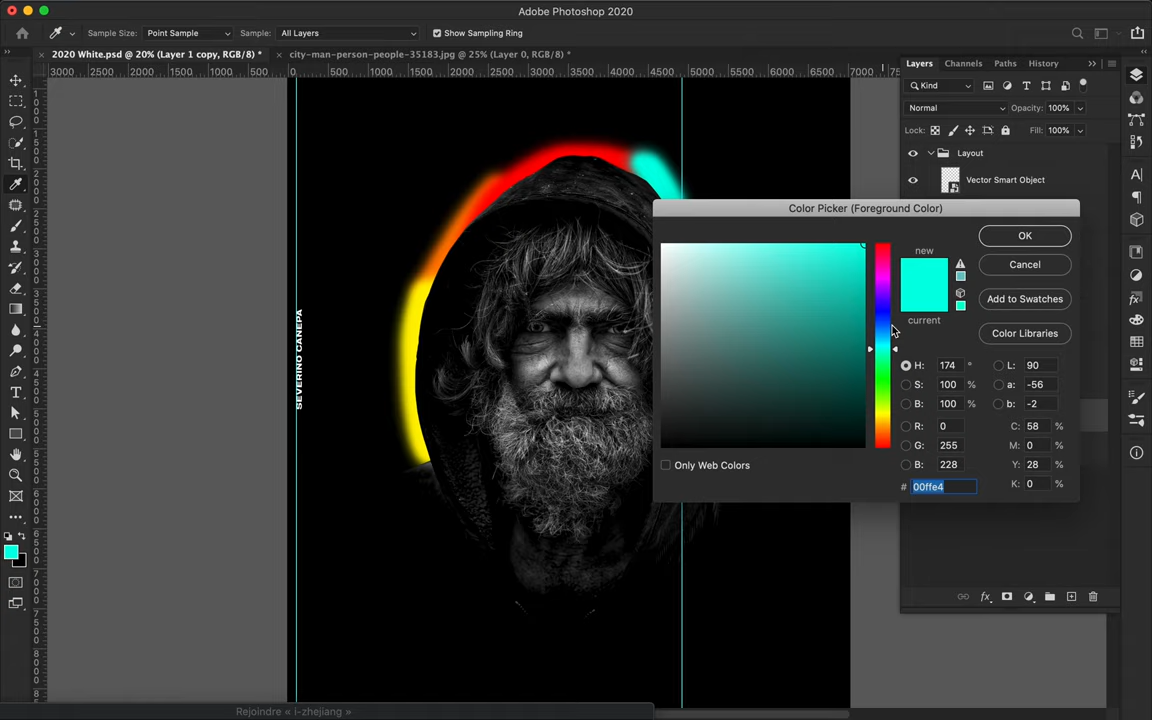 Adobe Photoshop 2020
Sample Size: Point Sample Sample: All Layers Show Sampling Ring
2020 White.psd @ 20% (Layer 1 copy, RGB/8) * city-man-person-people-35183.jpg @ 25% (Layer 0, RGB/8) *
3000 2500 2000 1500 1000 500 0 500 1000 1500 2000 2500 3000 3500 4000 4500 5000 5500 6000 6500 7000
Layers Channels Paths History
Kind
Normal Opacity: 100%
Lock: Fill: 100%
Layout
Vector Smart Object
SEVERINO CANEPA
Color Picker (Foreground Color)
new
current
OK
Cancel
Add to Swatches
Color Libraries
H: 174 ° L: 90
S: 100 % a: -56
B: 100 % b: -2
R: 0 C: 58 %
G: 255 M: 0 %
B: 228 Y: 28 %
# 00ffe4 K: 0 %
Only Web Colors
Rejoindre « i-zhejiang »